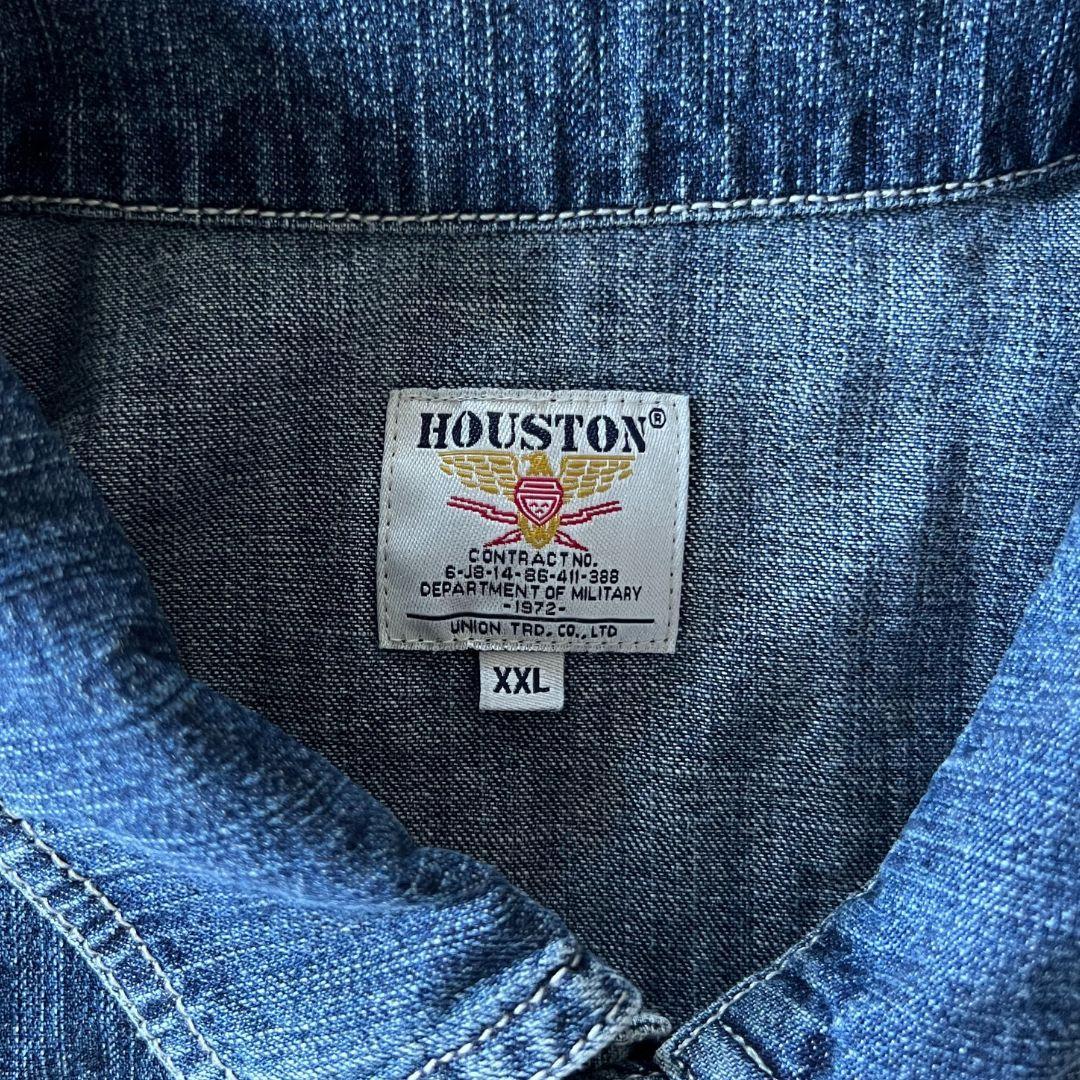 HOUSTON®
CONTRACT NO.
6-J8-14-86-411-388
DEPARTMENT OF MILITARY
-1972-
UNION TRD. CO., LTD
XXL